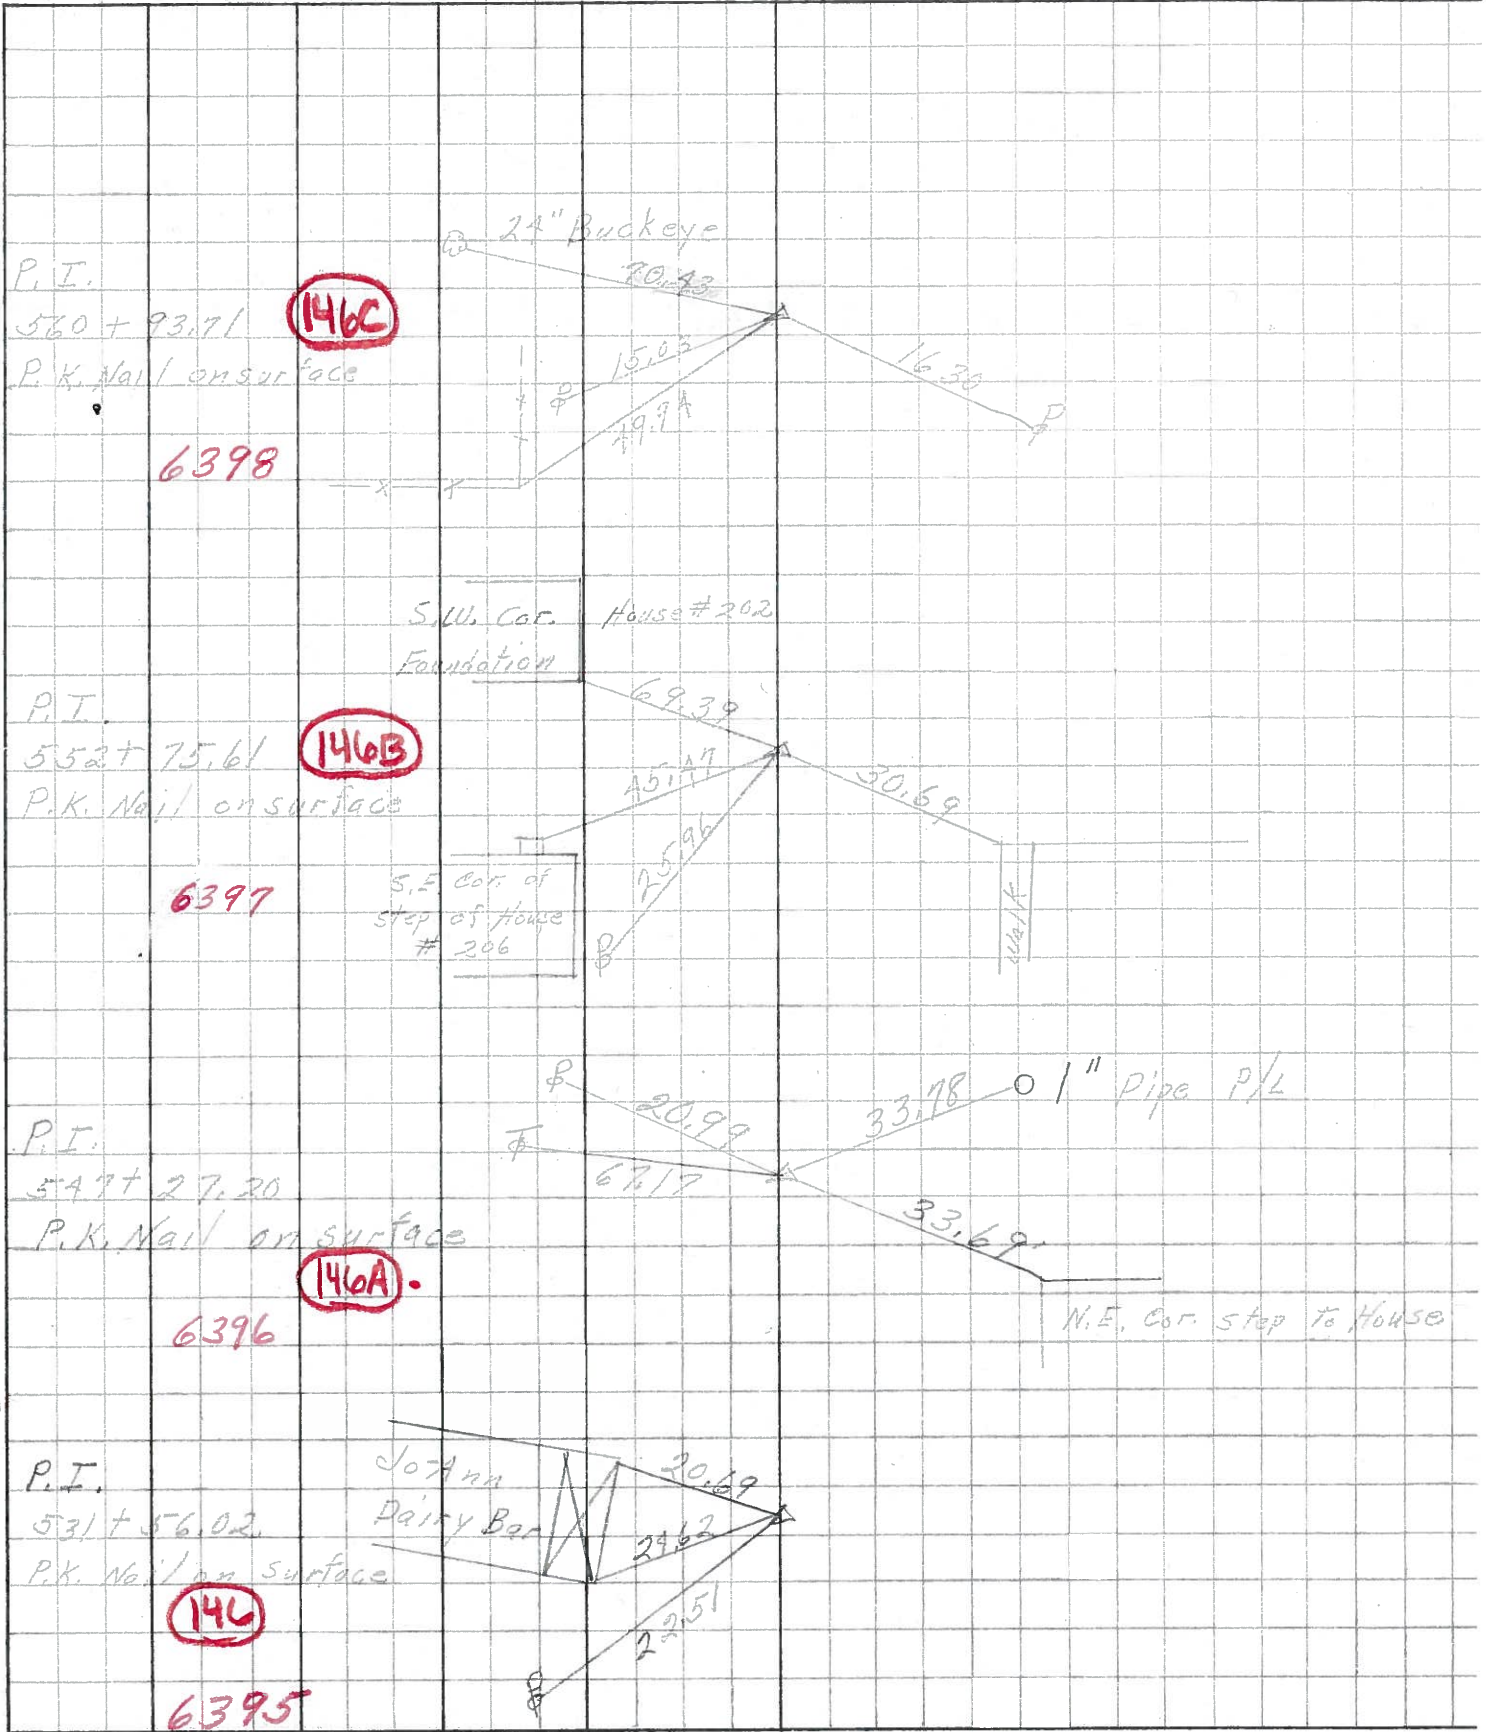 24" Buckeye
P.I.
70.43
560 + 93.71
146C
15.03
16.30
P.K. Nail on surface
49.94
6398
S.W. Cor. House # 202
Foundation
69.39
P.I.
552 + 75.61
146B
45.47
30.69
P.K. Nail on surface
25.96
S.E. Cor. of
step of House
# 206
6397
Walk
20.99
33.78
1" Pipe P/L
P.I.
67.17
547 + 27.20
P.K. Nail on surface
33.69
146A
N.E. Cor. step To House
6396
Jo-Ann
20.69
P.I.
Dairy Bar
531 + 56.02
24.62
P.K. Nail on surface
146
22.51
6395